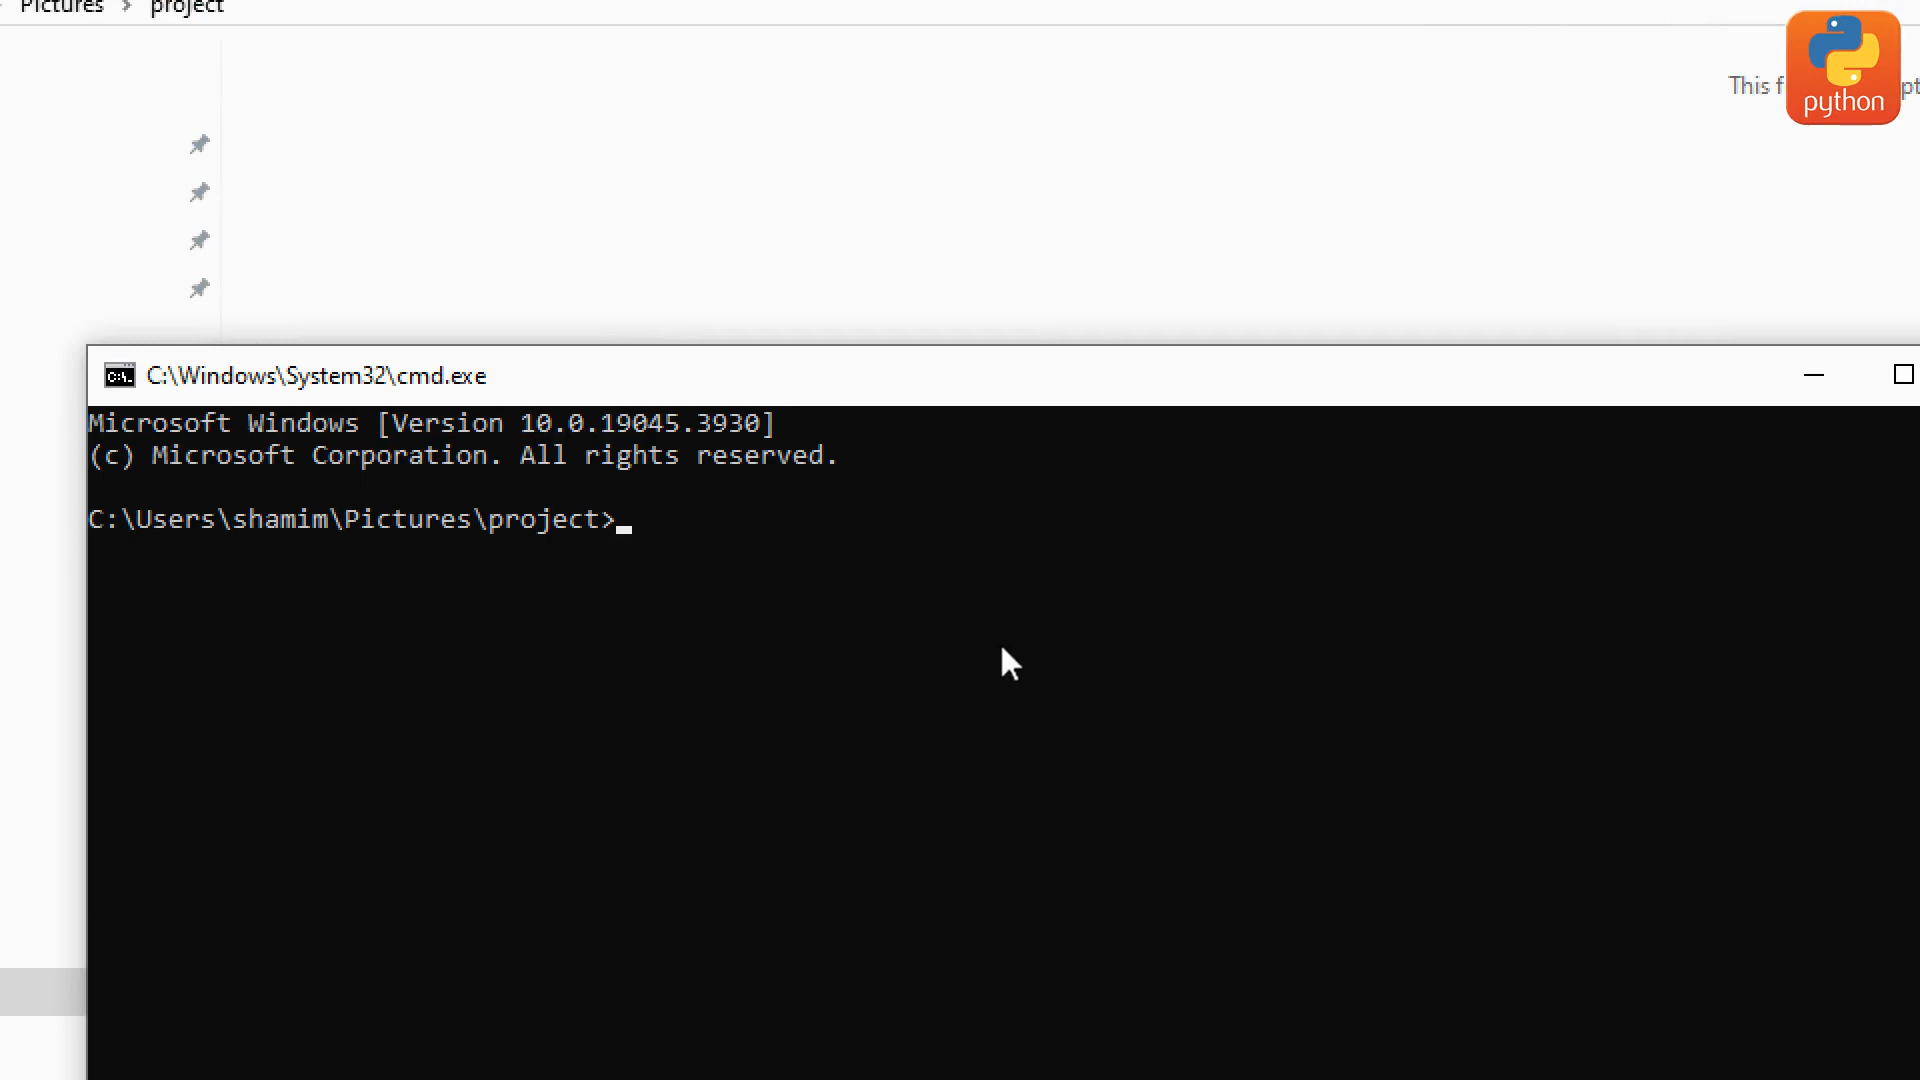 Pictures > project
This f
python
C:\Windows\System32\cmd.exe
Microsoft Windows [Version 10.0.19045.3930]
(c) Microsoft Corporation. All rights reserved.
C:\Users\shamim\Pictures\project>